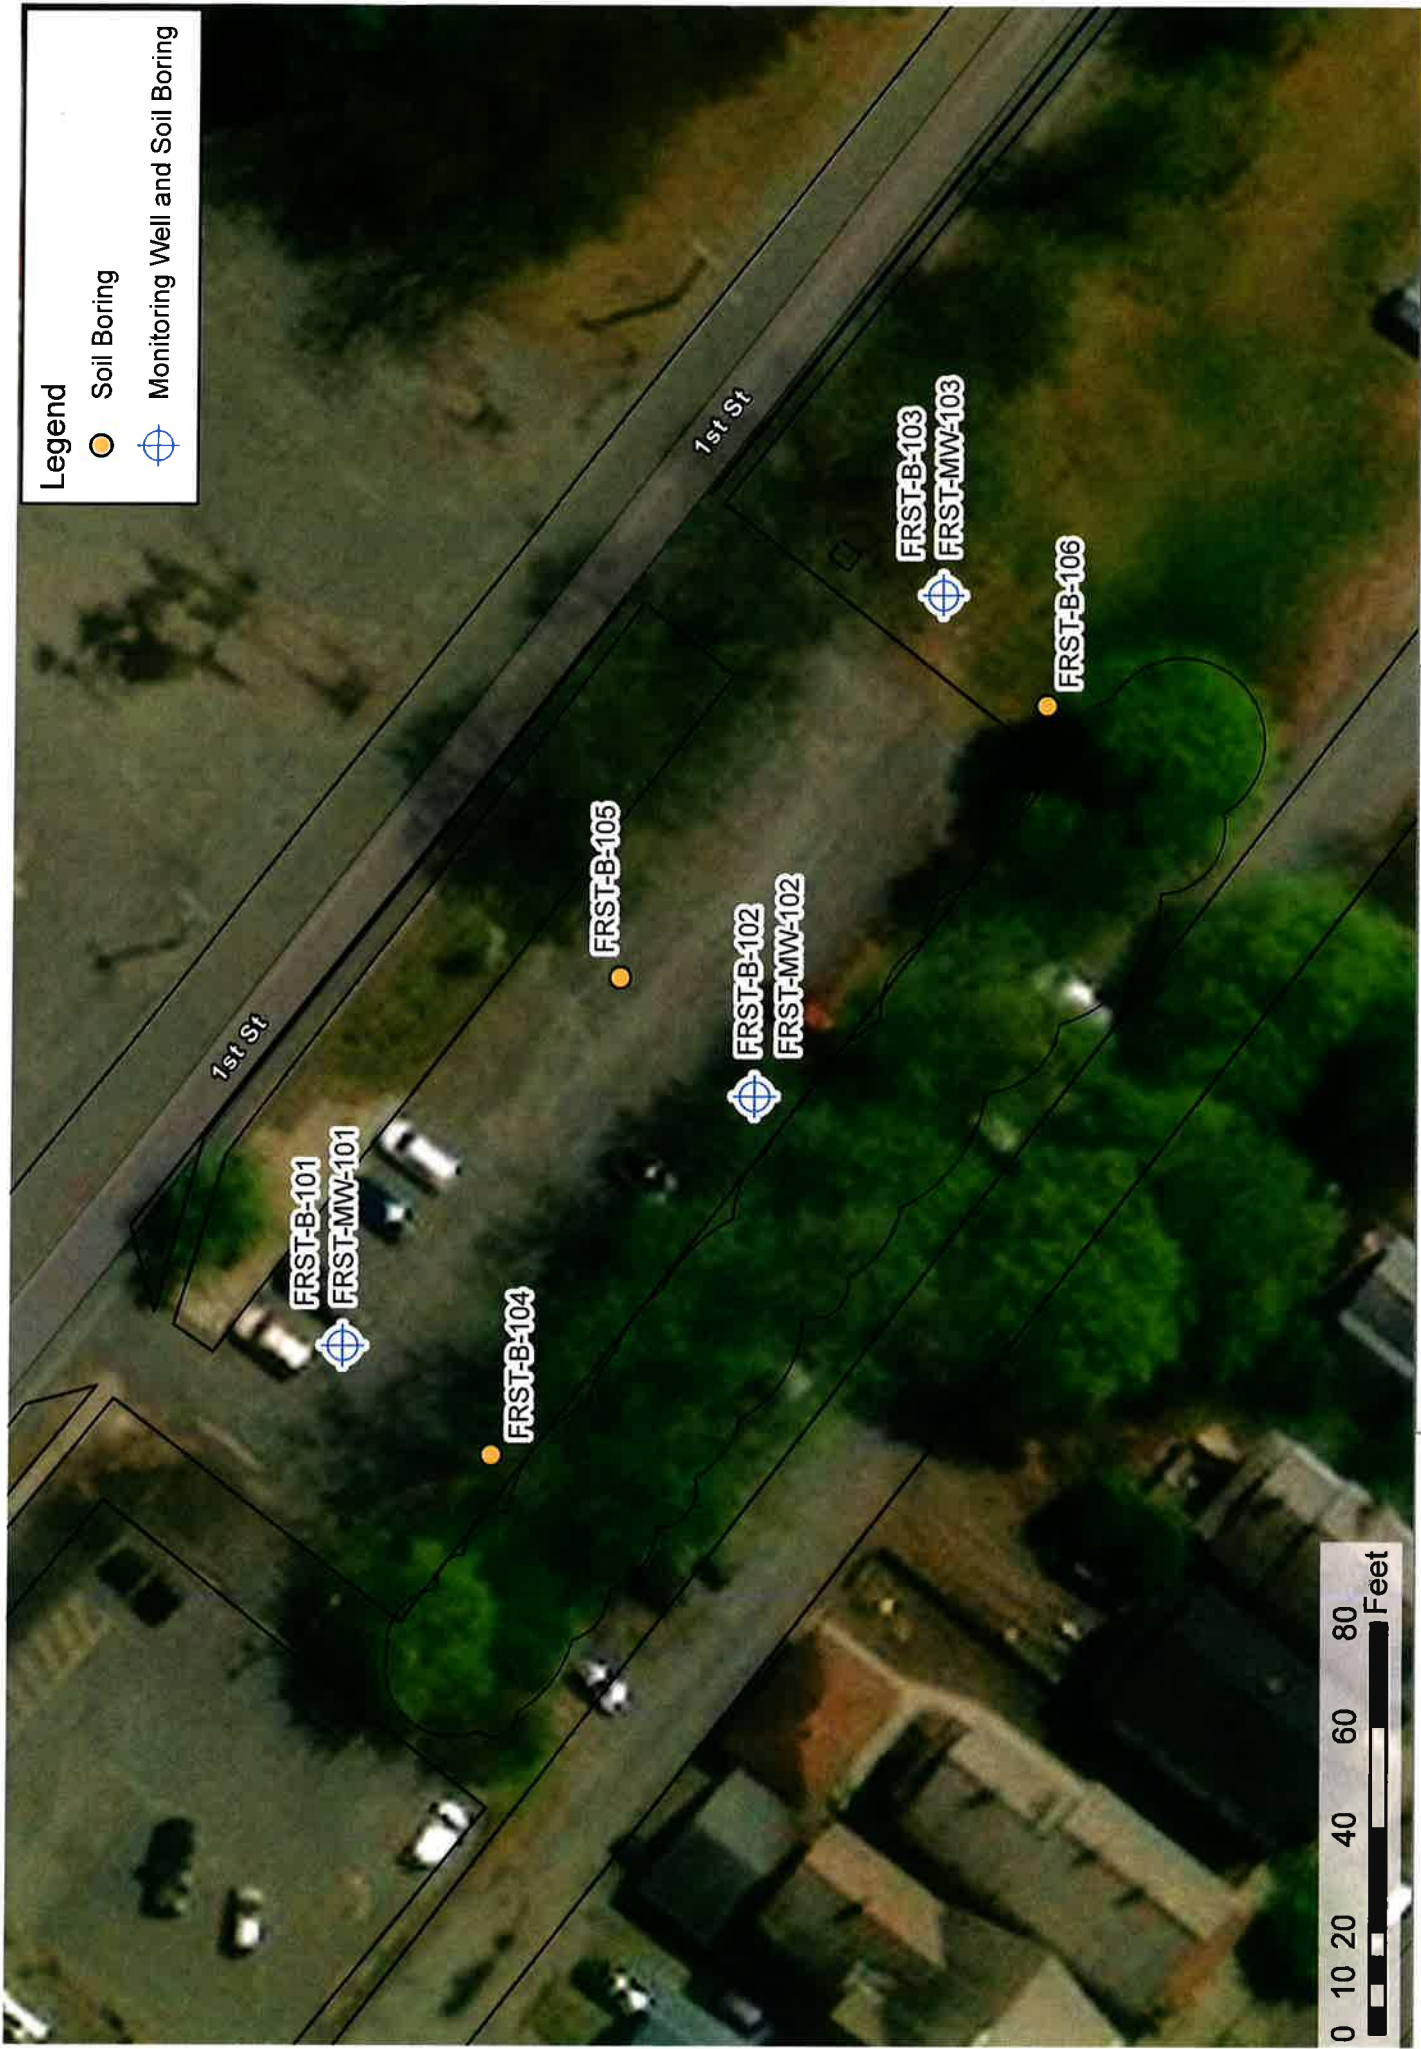 Legend
Soil Boring
Monitoring Well and Soil Boring
1st St
1st St
FRST-B-101
FRST-MW-101
FRST-B-104
FRST-B-105
FRST-B-102
FRST-MW-102
FRST-B-103
FRST-MW-103
FRST-B-106
0 10 20 40 60 80
Feet